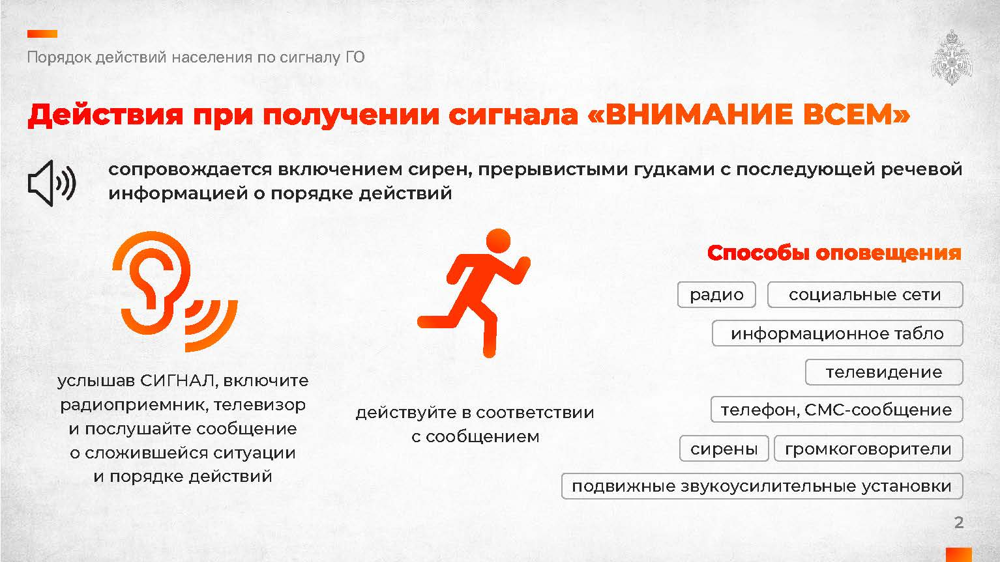 Порядок действий населения по сигналу ГО
Действия при получении сигнала «ВНИМАНИЕ ВСЕМ»
сопровождается включением сирен, прерывистыми гудками с последующей речевой
информацией о порядке действий
услышав СИГНАЛ, включите
радиоприемник, телевизор
и послушайте сообщение
о сложившейся ситуации
и порядке действий
действуйте в соответствии
с сообщением
Способы оповещения
радио социальные сети
информационное табло
телевидение
телефон, СМС-сообщение
сирены громкоговорители
подвижные звукоусилительные установки
2